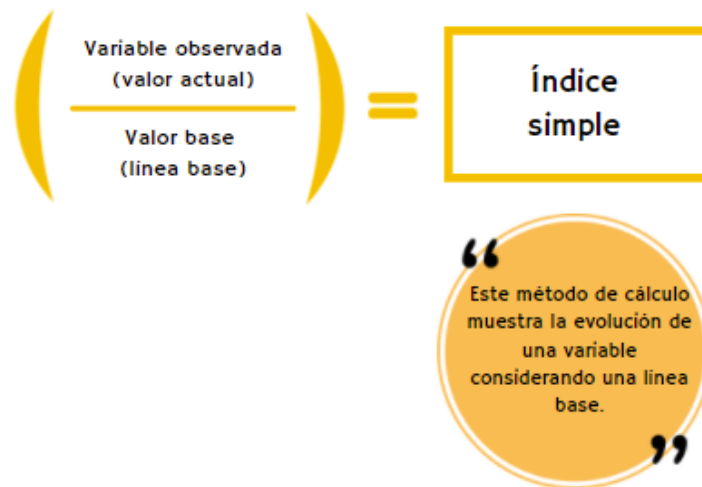 Variable observada
(valor actual)
Valor base
(línea base)
=
Índice
simple
“
Este método de cálculo
muestra la evolución de
una variable
considerando una línea
base.
”